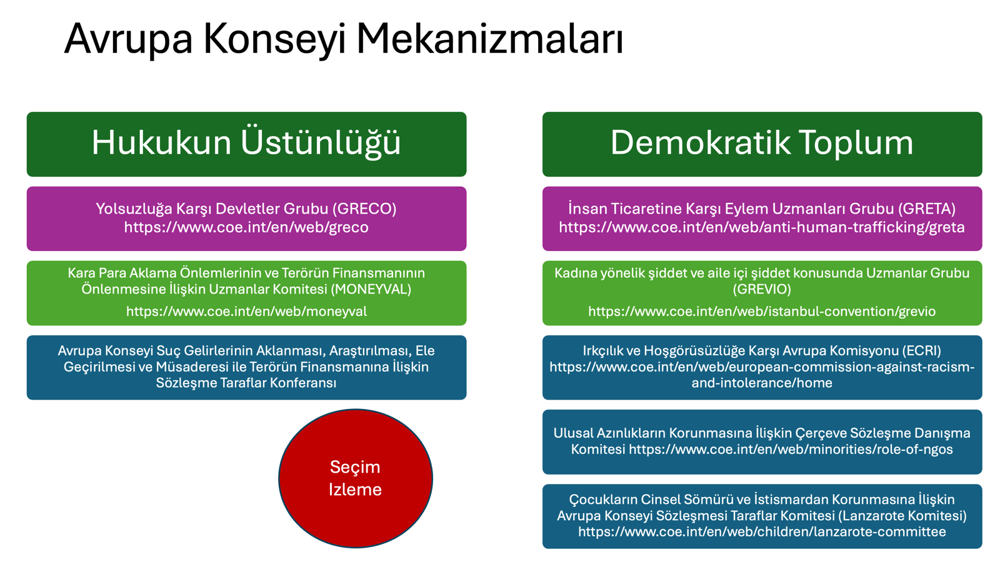 Avrupa Konseyi Mekanizmaları
Hukukun Üstünlüğü
Yolsuzluğa Karşı Devletler Grubu (GRECO)
https://www.coe.int/en/web/greco
Kara Para Aklama Önlemlerinin ve Terörün Finansmanının
Önlenmesine İlişkin Uzmanlar Komitesi (MONEYVAL)
https://www.coe.int/en/web/moneyval
Avrupa Konseyi Suç Gelirlerinin Aklanması, Araştırılması, Ele
Geçirilmesi ve Müsaderesi ile Terörün Finansmanına İlişkin
Sözleşme Taraflar Konferansı
Seçim
Izleme
Demokratik Toplum
İnsan Ticaretine Karşı Eylem Uzmanları Grubu (GRETA)
https://www.coe.int/en/web/anti-human-trafficking/greta
Kadına yönelik şiddet ve aile içi şiddet konusunda Uzmanlar Grubu
(GREVIO)
https://www.coe.int/en/web/istanbul-convention/grevio
Irkçılık ve Hoşgörüsüzlüğe Karşı Avrupa Komisyonu (ECRI)
https://www.coe.int/en/web/european-commission-against-racism-
and-intolerance/home
Ulusal Azınlıkların Korunmasına İlişkin Çerçeve Sözleşme Danışma
Komitesi https://www.coe.int/en/web/minorities/role-of-ngos
Çocukların Cinsel Sömürü ve İstismardan Korunmasına İlişkin
Avrupa Konseyi Sözleşmesi Taraflar Komitesi (Lanzarote Komitesi)
https://www.coe.int/en/web/children/lanzarote-committee